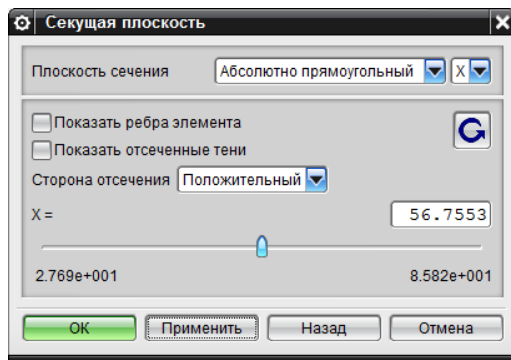 Секущая плоскость
Плоскость сечения Абсолютно прямоугольный X
Показать ребра элемента
Показать отсеченные тени
Сторона отсечения Положительный
X = 56.7553
2.769e+001 8.582e+001
ОК Применить Назад Отмена